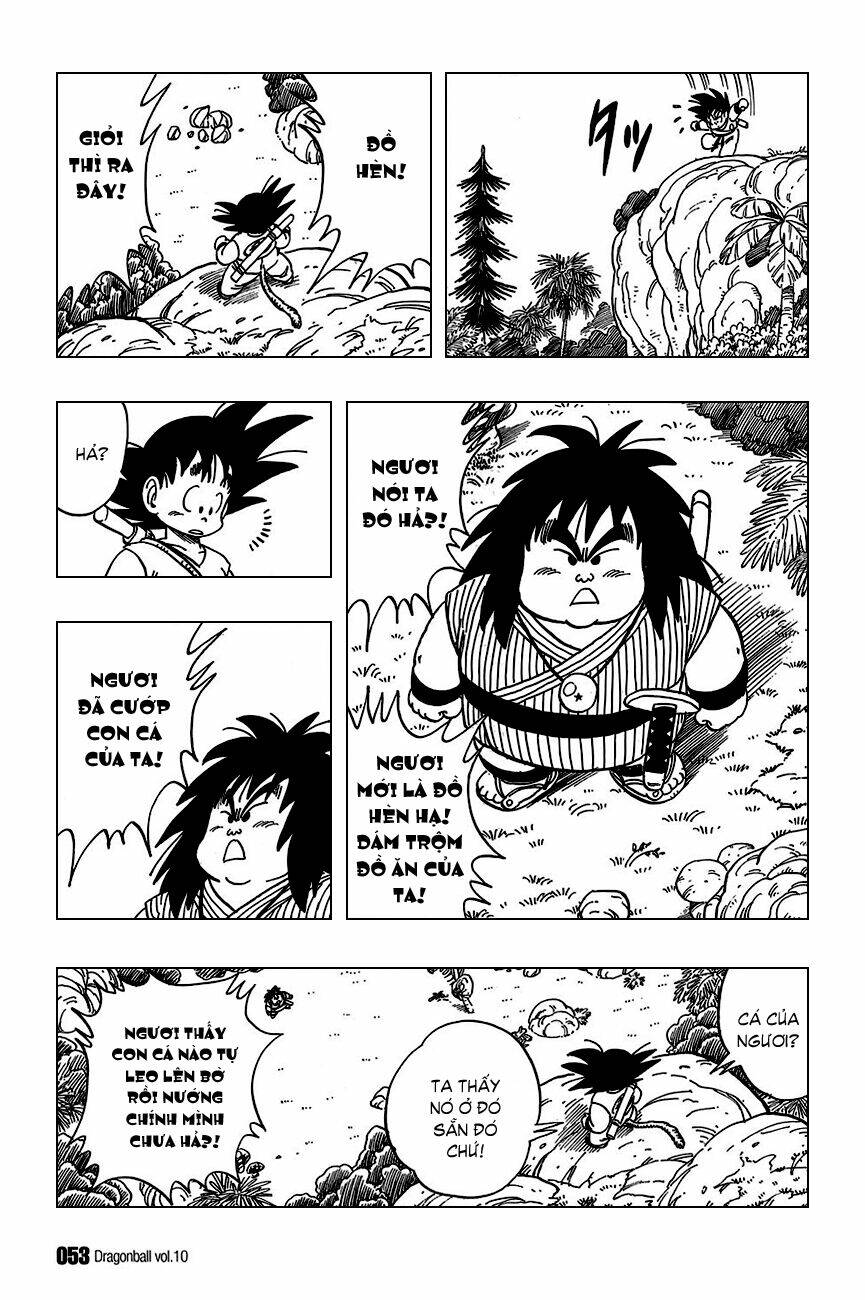 タッ
ĐỒ
HÈN!
GIỎI
THÌ RA
ĐÂY!
NGƯƠI
NÓI TA
ĐÓ HẢ?!
NGƯƠI
MỚI LÀ ĐỒ
HÈN HẠ!
DÁM TRỘM
ĐỒ ĂN CỦA
TA!
HẢ?
NGƯƠI
ĐÃ CƯỚP
CON CÁ
CỦA TA!
CÁ CỦA
NGƯƠI?
TA THẤY
NÓ Ở ĐÓ
SẴN ĐÓ
CHỨ!
NGƯƠI THẤY
CON CÁ NÀO TỰ
LEO LÊN BỜ
RỒI NƯỚNG
CHÍNH MÌNH
CHƯA HẢ?!
053 Dragonball vol.10